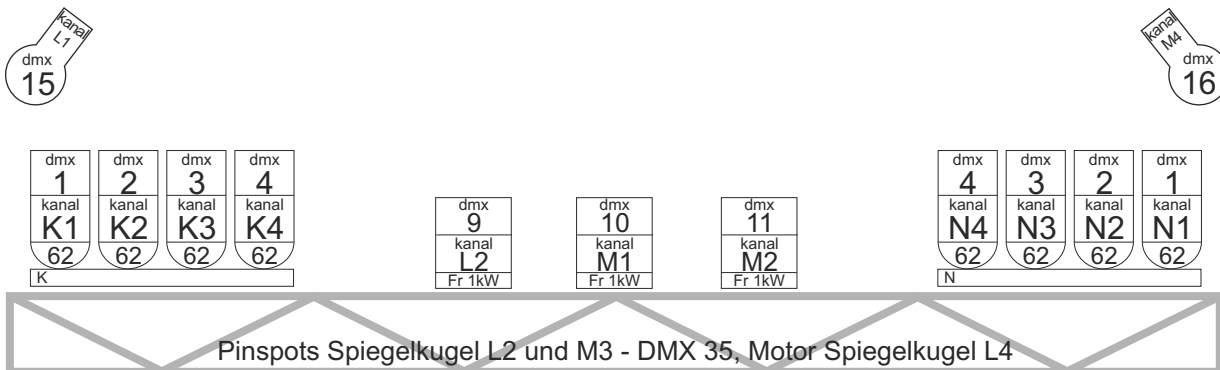 kanal
L1
dmx
15
kanal
M4
dmx
16
dmx
1
kanal
K1
62
dmx
2
kanal
K2
62
dmx
3
kanal
K3
62
dmx
4
kanal
K4
62
K
dmx
9
kanal
L2
Fr 1kW
dmx
10
kanal
M1
Fr 1kW
dmx
11
kanal
M2
Fr 1kW
dmx
4
kanal
N4
62
dmx
3
kanal
N3
62
dmx
2
kanal
N2
62
dmx
1
kanal
N1
62
N
Pinspots Spiegelkugel L2 und M3 - DMX 35, Motor Spiegelkugel L4